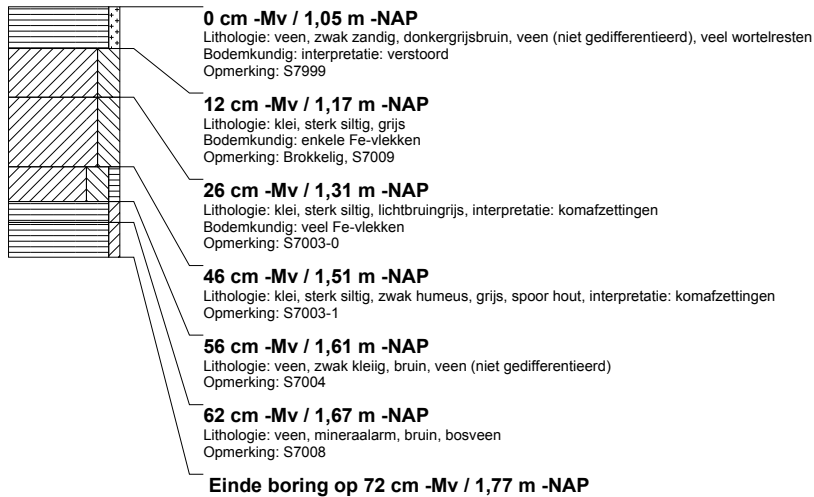 0 cm -Mv / 1,05 m -NAP
Lithologie: veen, zwak zandig, donkergrijsbruin, veen (niet gedifferentieerd), veel wortelresten
Bodemkundig: interpretatie: verstoord
Opmerking: S7999
12 cm -Mv / 1,17 m -NAP
Lithologie: klei, sterk siltig, grijs
Bodemkundig: enkele Fe-vlekken
Opmerking: Brokkelig, S7009
26 cm -Mv / 1,31 m -NAP
Lithologie: klei, sterk siltig, lichtbruingrijs, interpretatie: komafzettingen
Bodemkundig: veel Fe-vlekken
Opmerking: S7003-0
46 cm -Mv / 1,51 m -NAP
Lithologie: klei, sterk siltig, zwak humeus, grijs, spoor hout, interpretatie: komafzettingen
Opmerking: S7003-1
56 cm -Mv / 1,61 m -NAP
Lithologie: veen, zwak kleiig, bruin, veen (niet gedifferentieerd)
Opmerking: S7004
62 cm -Mv / 1,67 m -NAP
Lithologie: veen, mineraalarm, bruin, bosveen
Opmerking: S7008
Einde boring op 72 cm -Mv / 1,77 m -NAP